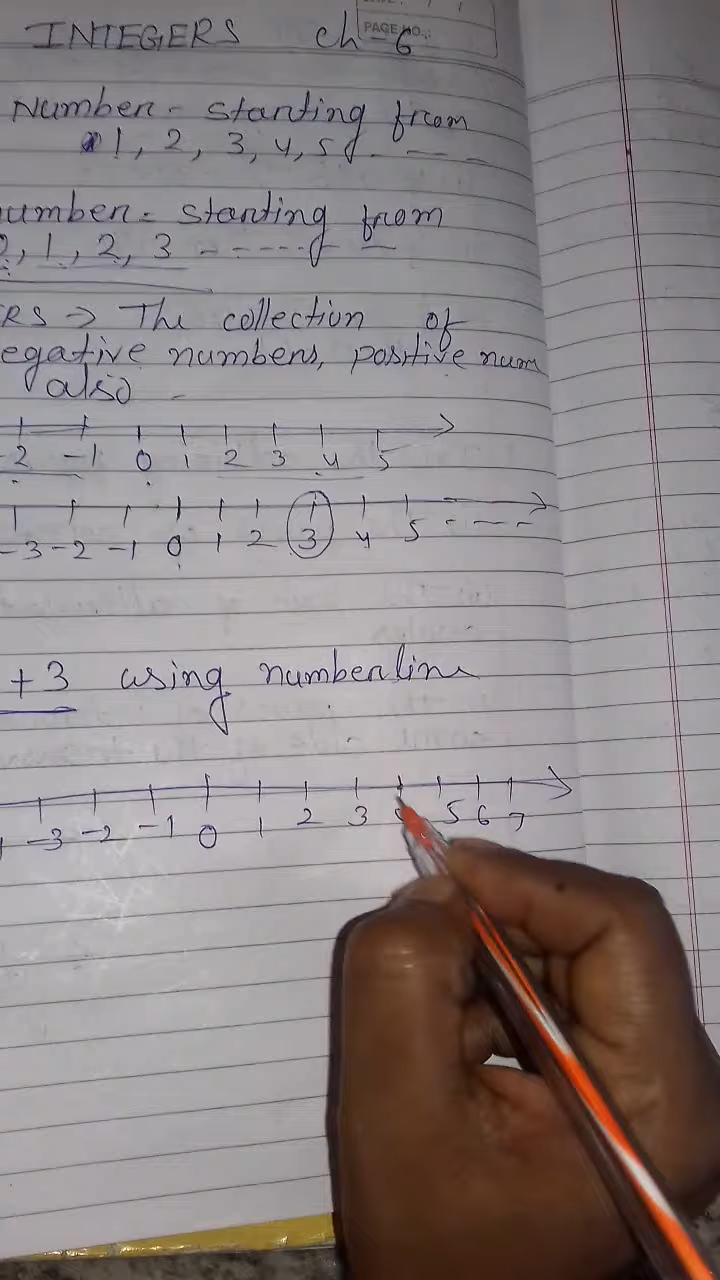 INTEGERS ch-6
PAGE NO.:
Number - starting from
1, 2, 3, 4, 5 - - - -
umber - starting from
, 1, 2, 3 - - - - - -
ERS → The collection of
egative numbers, positive num
also -
-2 -1 0 1 2 3 4 5
-3 -2 -1 0 1 2 3 4 5 - - - -
+3 using numberline
-3 -2 -1 0 1 2 3 5 6 7